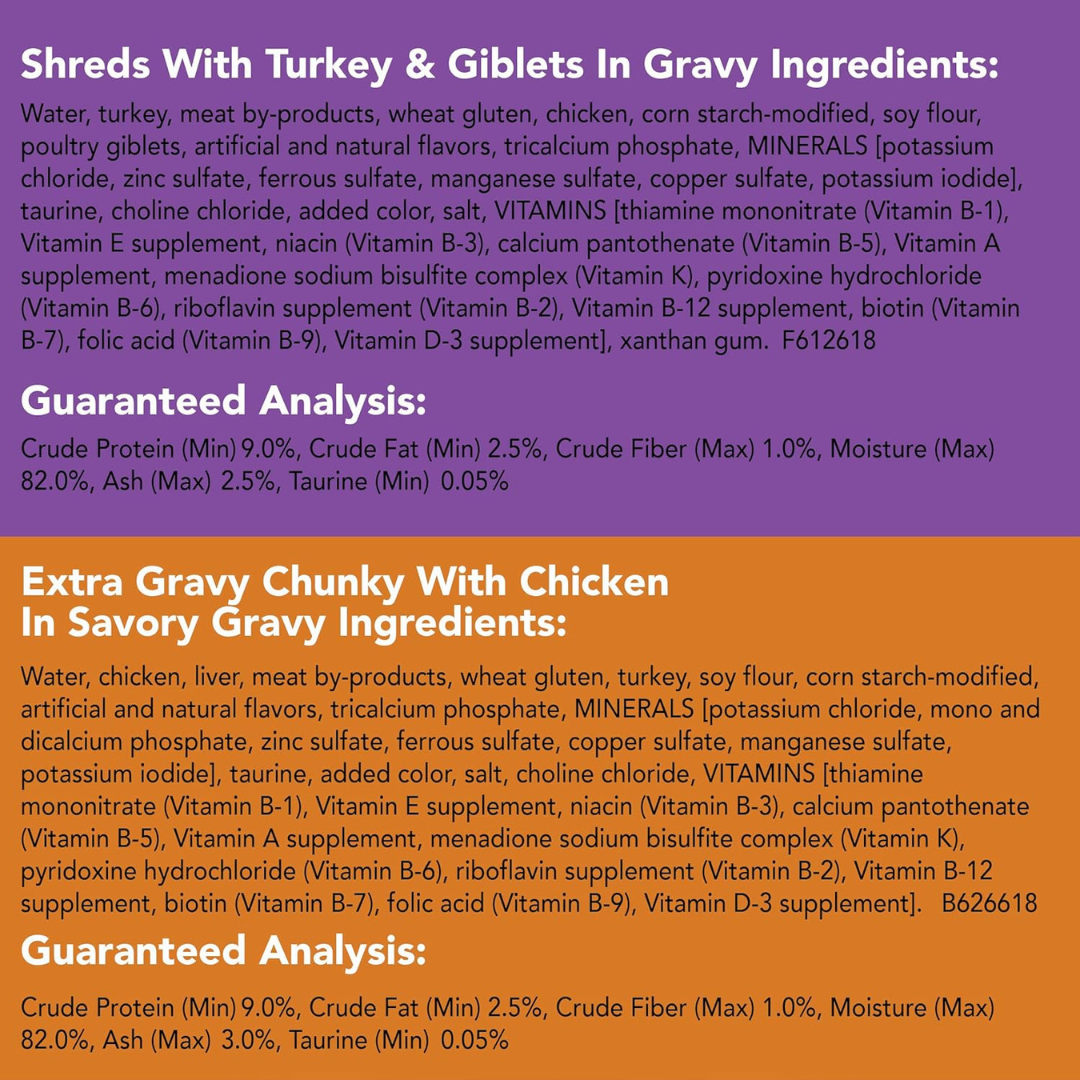 Shreds With Turkey & Giblets In Gravy Ingredients:
Water, turkey, meat by-products, wheat gluten, chicken, corn starch-modified, soy flour,
poultry giblets, artificial and natural flavors, tricalcium phosphate, MINERALS [potassium
chloride, zinc sulfate, ferrous sulfate, manganese sulfate, copper sulfate, potassium iodide],
taurine, choline chloride, added color, salt, VITAMINS [thiamine mononitrate (Vitamin B-1),
Vitamin E supplement, niacin (Vitamin B-3), calcium pantothenate (Vitamin B-5), Vitamin A
supplement, menadione sodium bisulfite complex (Vitamin K), pyridoxine hydrochloride
(Vitamin B-6), riboflavin supplement (Vitamin B-2), Vitamin B-12 supplement, biotin (Vitamin
B-7), folic acid (Vitamin B-9), Vitamin D-3 supplement], xanthan gum. F612618
Guaranteed Analysis:
Crude Protein (Min) 9.0%, Crude Fat (Min) 2.5%, Crude Fiber (Max) 1.0%, Moisture (Max)
82.0%, Ash (Max) 2.5%, Taurine (Min) 0.05%
Extra Gravy Chunky With Chicken
In Savory Gravy Ingredients:
Water, chicken, liver, meat by-products, wheat gluten, turkey, soy flour, corn starch-modified,
artificial and natural flavors, tricalcium phosphate, MINERALS [potassium chloride, mono and
dicalcium phosphate, zinc sulfate, ferrous sulfate, copper sulfate, manganese sulfate,
potassium iodide], taurine, added color, salt, choline chloride, VITAMINS [thiamine
mononitrate (Vitamin B-1), Vitamin E supplement, niacin (Vitamin B-3), calcium pantothenate
(Vitamin B-5), Vitamin A supplement, menadione sodium bisulfite complex (Vitamin K),
pyridoxine hydrochloride (Vitamin B-6), riboflavin supplement (Vitamin B-2), Vitamin B-12
supplement, biotin (Vitamin B-7), folic acid (Vitamin B-9), Vitamin D-3 supplement]. B626618
Guaranteed Analysis:
Crude Protein (Min) 9.0%, Crude Fat (Min) 2.5%, Crude Fiber (Max) 1.0%, Moisture (Max)
82.0%, Ash (Max) 3.0%, Taurine (Min) 0.05%